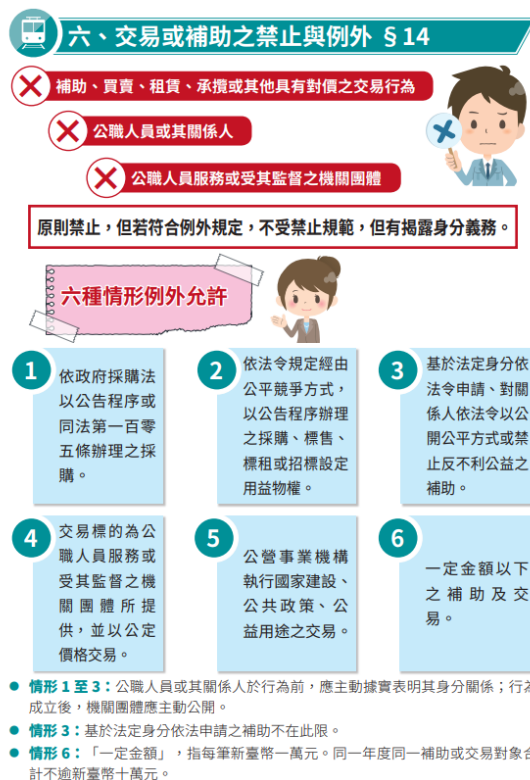 六、交易或補助之禁止與例外 §14
補助、買賣、租賃、承攬或其他具有對價之交易行為
公職人員或其關係人
公職人員服務或受其監督之機關團體
原則禁止，但若符合例外規定，不受禁止規範，但有揭露身分義務。
六種情形例外允許
1
依政府採購法
以公告程序或
同法第一百零
五條辦理之採
購。
2
依法令規定經由
公平競爭方式，
以公告程序辦理
之採購、標售、
標租或招標設定
用益物權。
3
基於法定身分依
法令申請、對關
係人依法令以公
開公平方式或禁
止反不利公益之
補助。
4
交易標的為公
職人員服務或
受其監督之機
關團體所提
供，並以公定
價格交易。
5
公營事業機構
執行國家建設、
公共政策、公
益用途之交易。
6
一定金額以下
之補助及交
易。
● 情形 1 至 3：公職人員或其關係人於行為前，應主動據實表明其身分關係；行為
成立後，機關團體應主動公開。
● 情形 3：基於法定身分依法申請之補助不在此限。
● 情形 6：「一定金額」，指每筆新臺幣一萬元。同一年度同一補助或交易對象合
計不逾新臺幣十萬元。